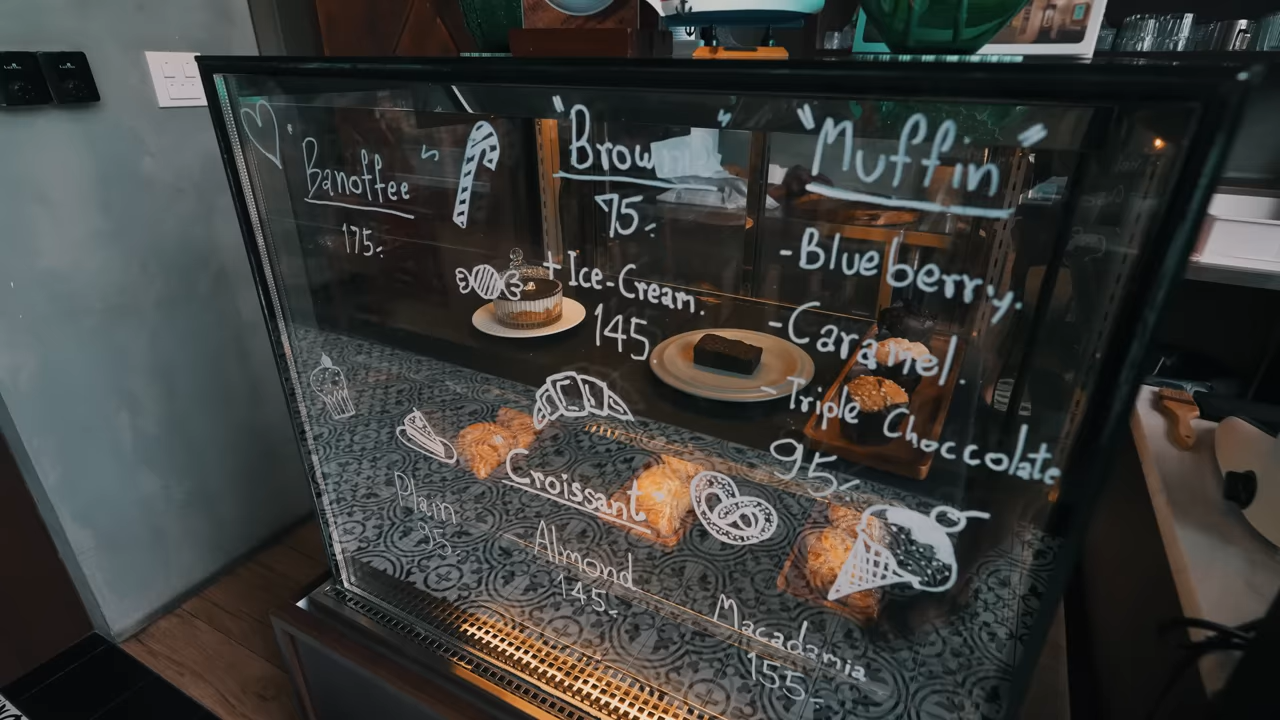 Banoffee
175.-
"Brownie"
75.-
+ Ice-Cream.
145
"Muffin"
-Blueberry.
-Caramel.
- Triple Choccolate
95.-
Croissant
Plain
95
Almond
145.-
Macadamia
155.-